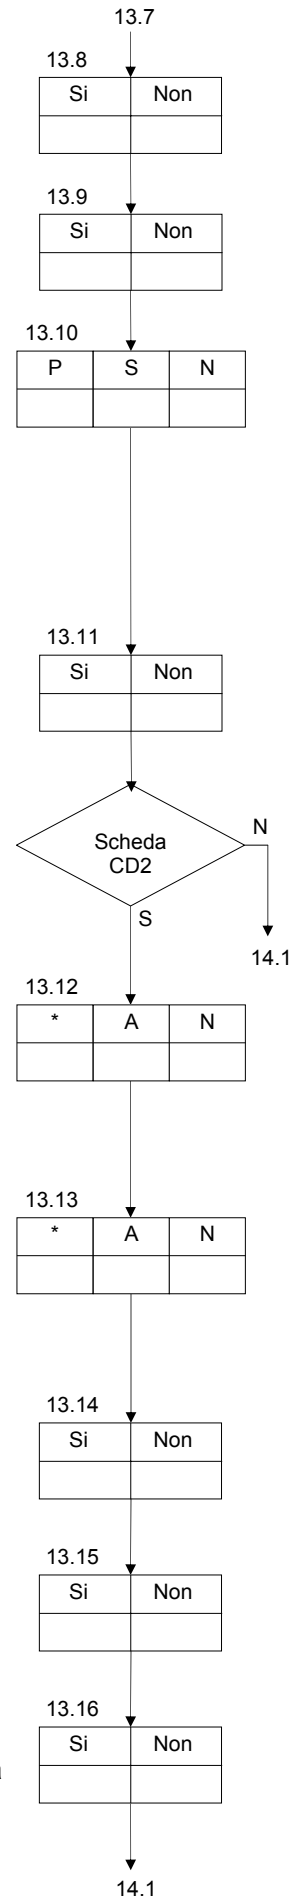 13.7
13.8
Si Non
13.9
Si Non
13.10
P S N
13.11
Si Non
Scheda
CD2
N
S
14.1
13.12
* A N
13.13
* A N
13.14
Si Non
13.15
Si Non
13.16
Si Non
14.1